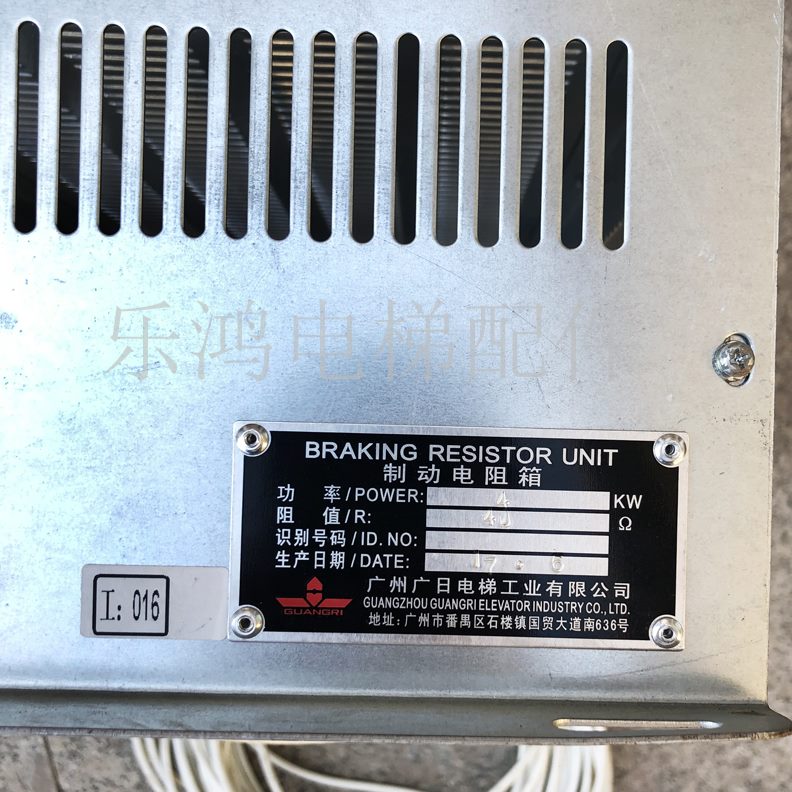 乐鸿电梯配件
BRAKING RESISTOR UNIT
制动电阻箱
功 率/POWER: 4 KW
阻 值/R: Ω
识别号码/ID.NO:
生产日期/DATE: 17.6
广州广日电梯工业有限公司
GUANGZHOU GUANGRI ELEVATOR INDUSTRY CO., LTD.
地址: 广州市番禺区石楼镇国贸大道南636号
GUANGRI
工: 016